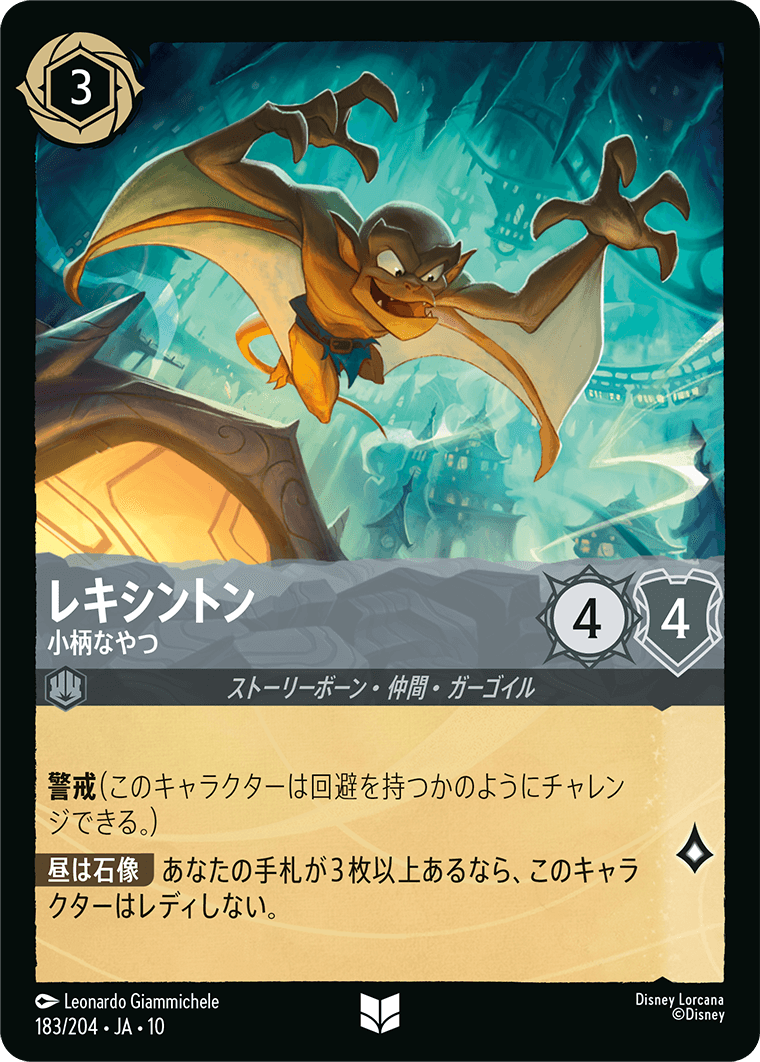 3
レキシントン
小柄なやつ
4
4
ストーリーボーン・仲間・ガーゴイル
警戒(このキャラクターは回避を持つかのようにチャレン
ジできる。)
昼は石像 あなたの手札が3枚以上あるなら、このキャラ
クターはレディしない。
Leonardo Giammichele
183/204・JA・10
Disney Lorcana
©Disney